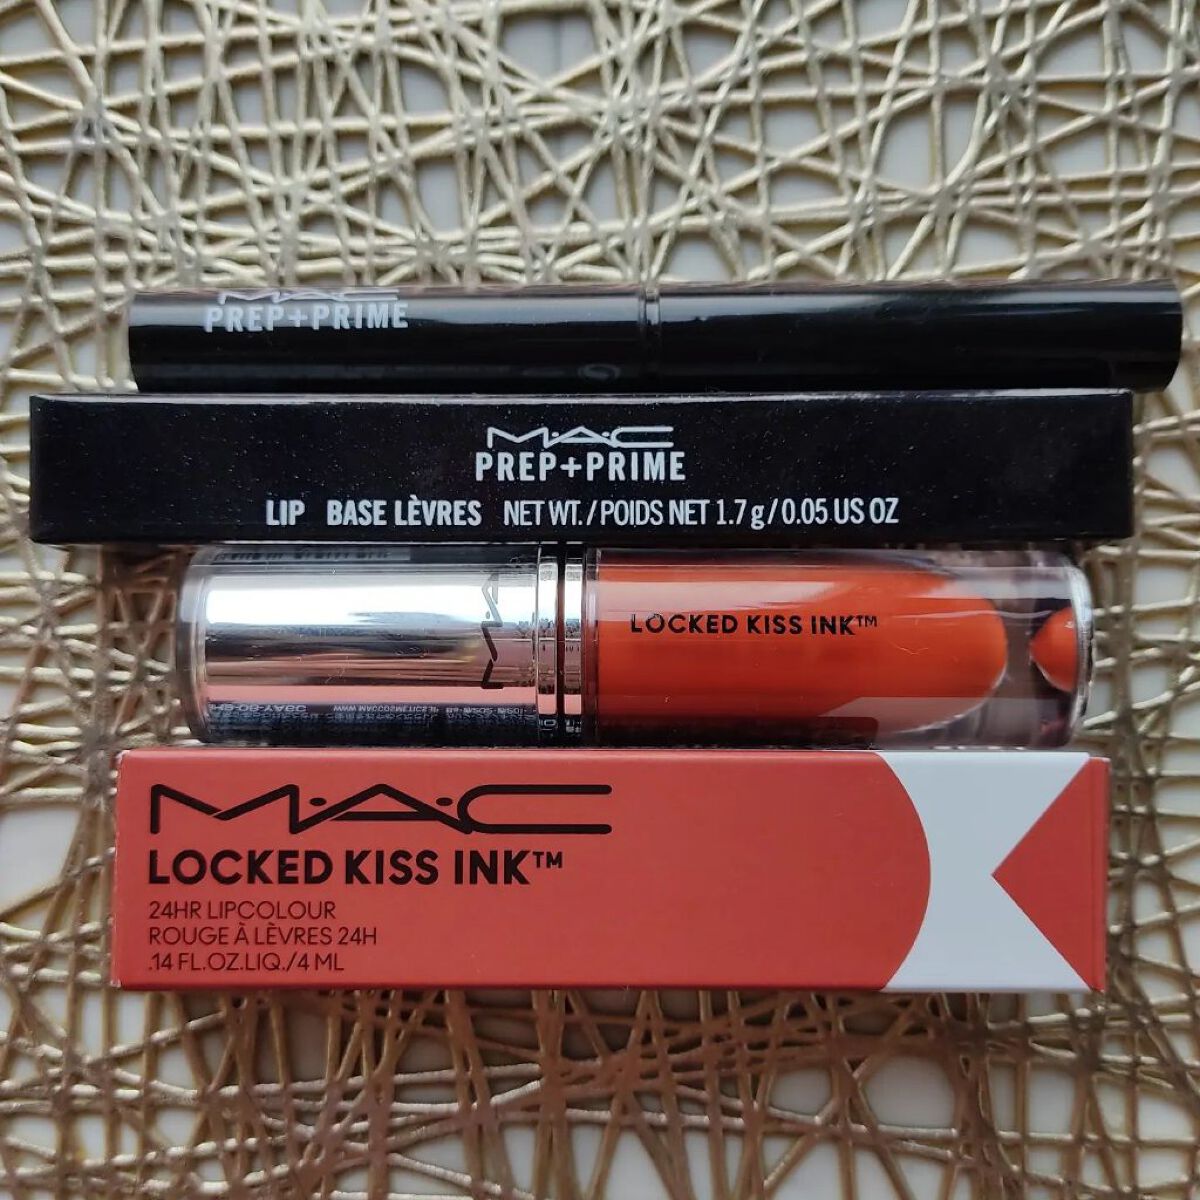 MAC
PREP+PRIME
M·A·C
PREP+PRIME
LIP BASE LÈVRES NET WT./POIDS NET 1.7 g/0.05 US OZ
LOCKED KISS INK™
M·A·C
M·A·C
LOCKED KISS INK™
24HR LIPCOLOUR
ROUGE À LÈVRES 24H
.14 FL.OZ.LIQ./4 ML